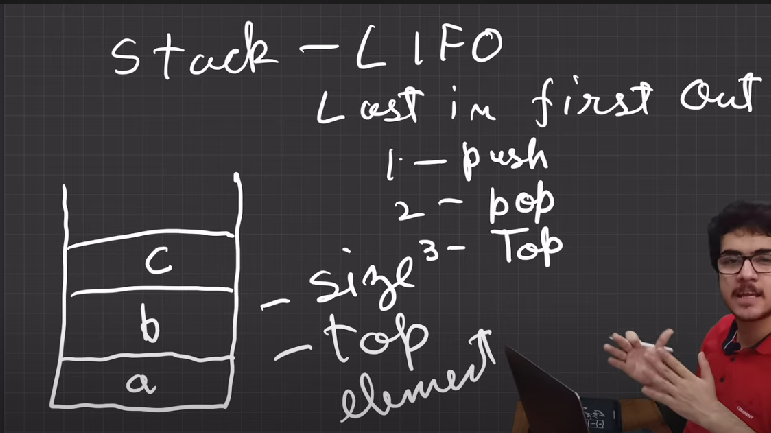 Stack - LIFO
Last in first Out
1 - push
2 - pop
3 - Top
c
b
a
- size
- top
element